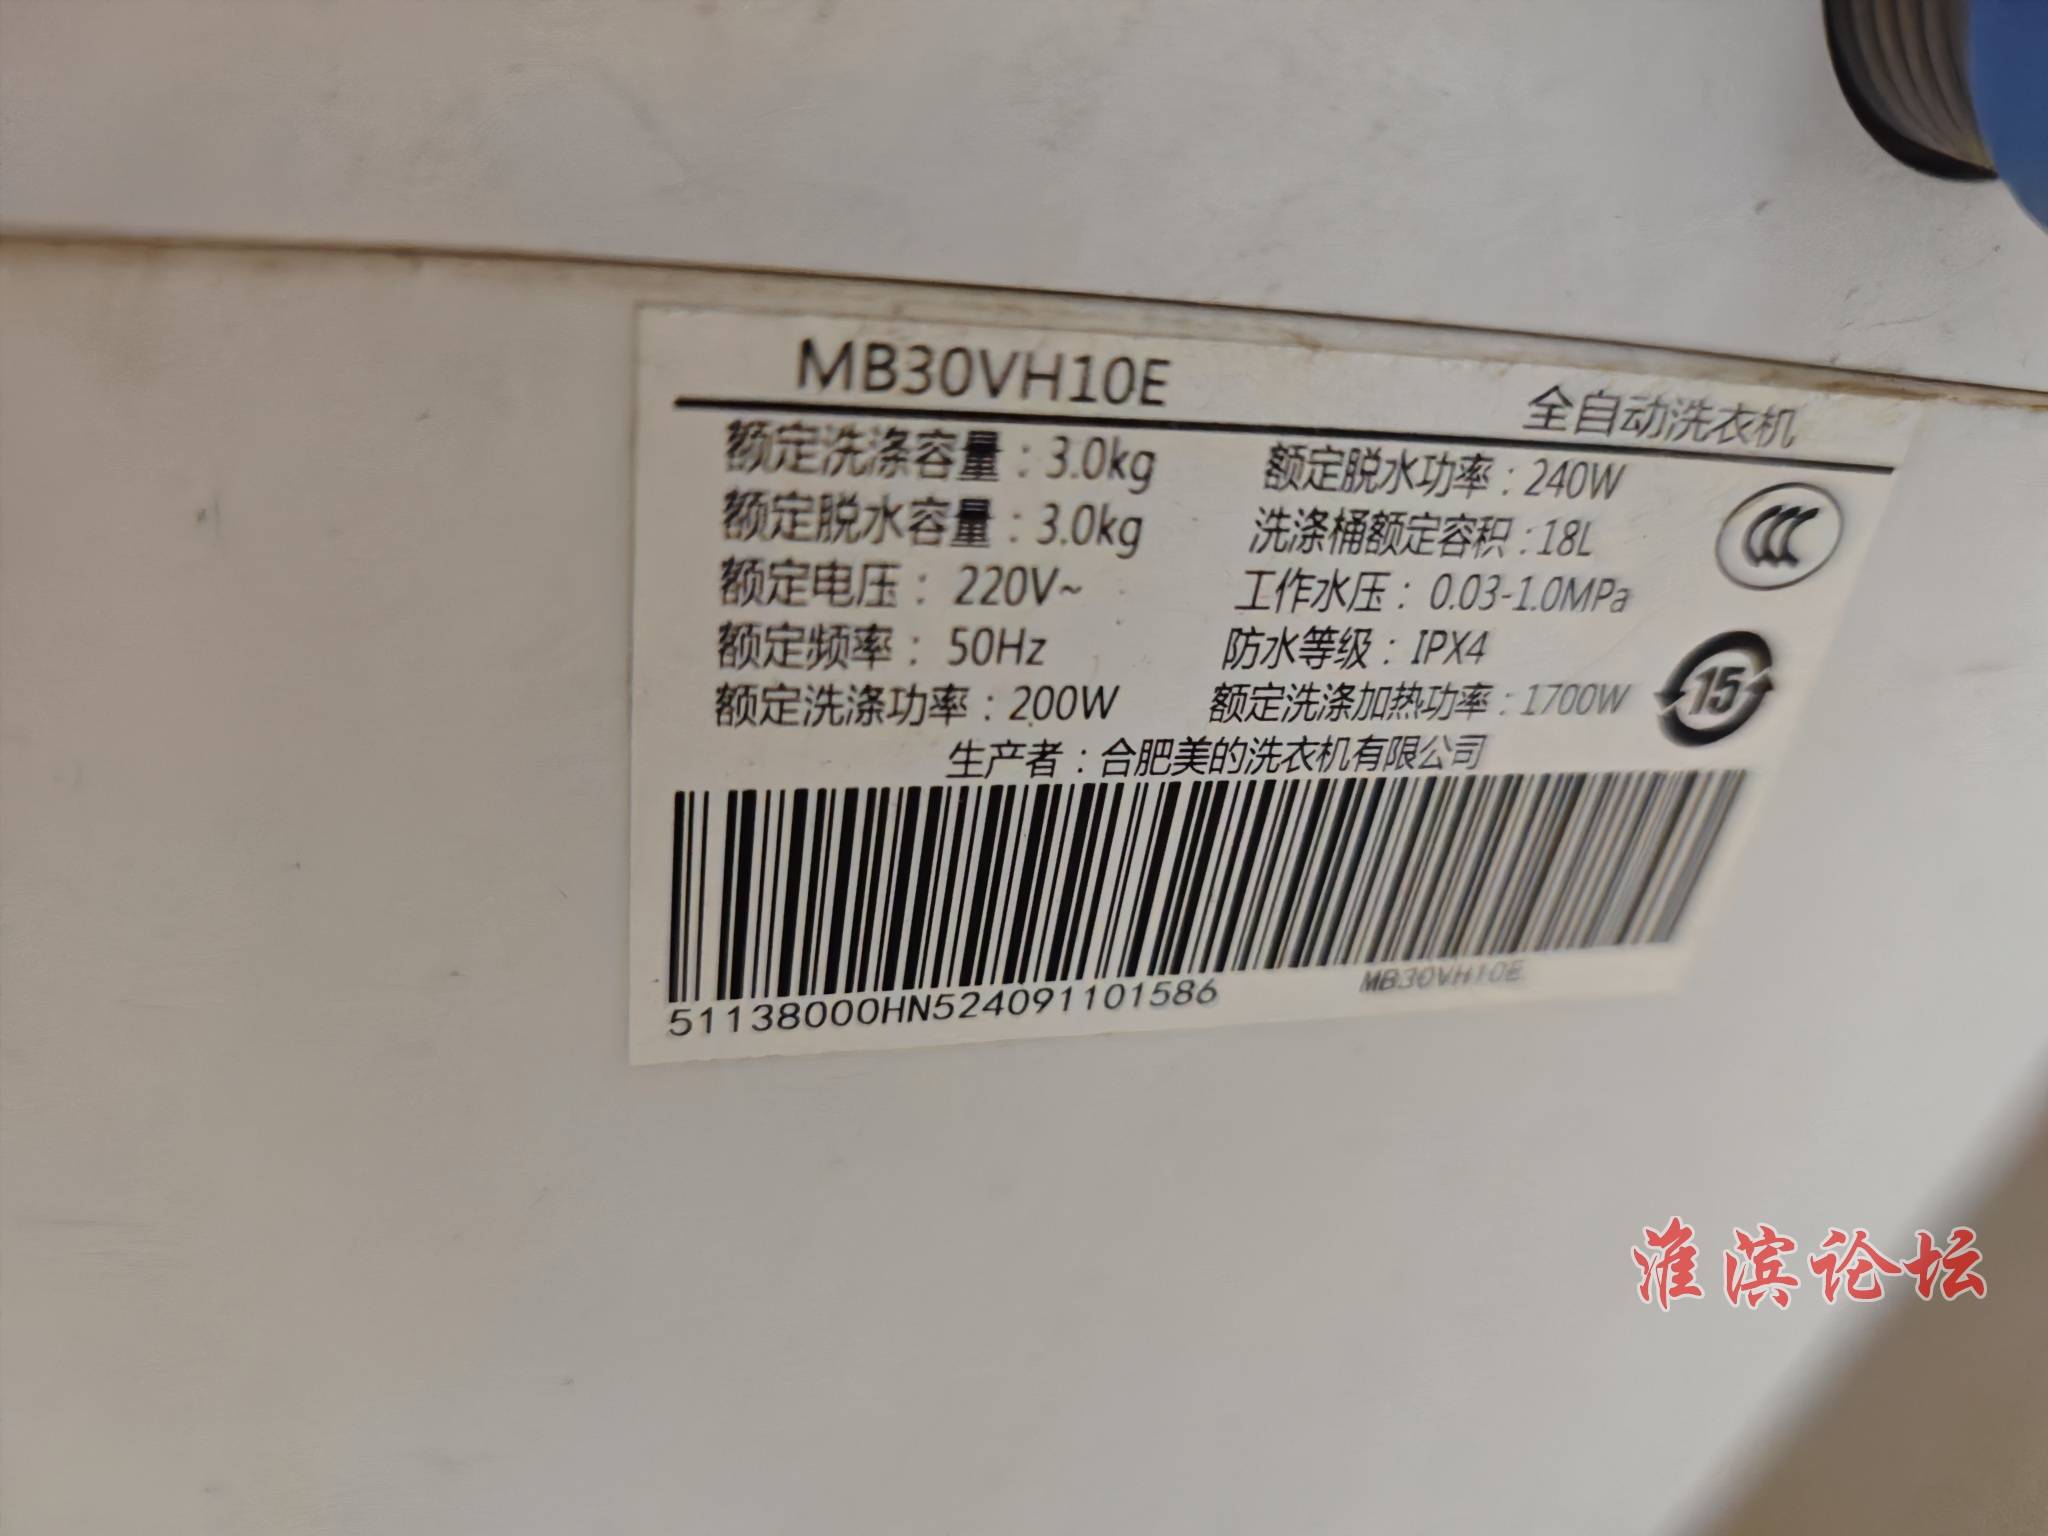 MB30VH10E 全自动洗衣机
额定洗涤容量：3.0kg 额定脱水功率：240W
额定脱水容量：3.0kg 洗涤桶额定容积：18L
额定电压：220V~ 工作水压：0.03-1.0MPa
额定频率：50Hz 防水等级：IPX4
额定洗涤功率：200W 额定洗涤加热功率：1700W
CCC
15
生产者：合肥美的洗衣机有限公司
51138000HN524091101586 MB30VH10E
淮滨论坛